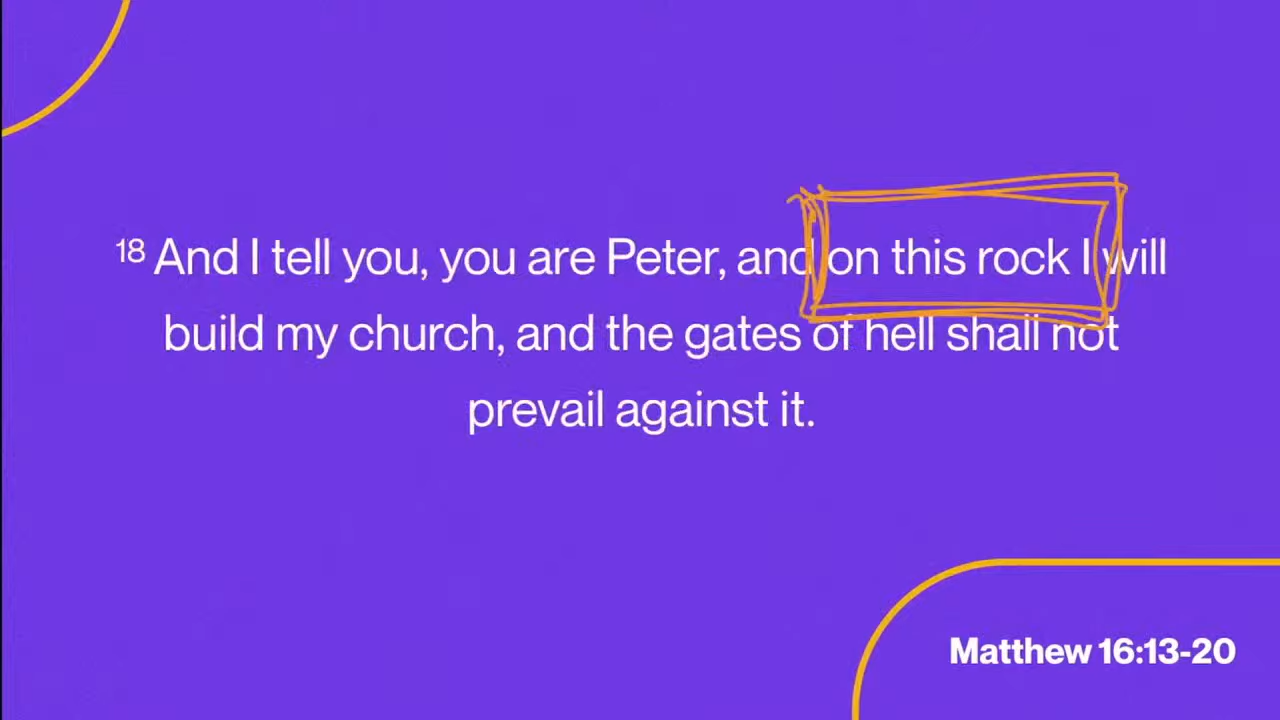 18 And I tell you, you are Peter, and on this rock I will
build my church, and the gates of hell shall not
prevail against it.
Matthew 16:13-20